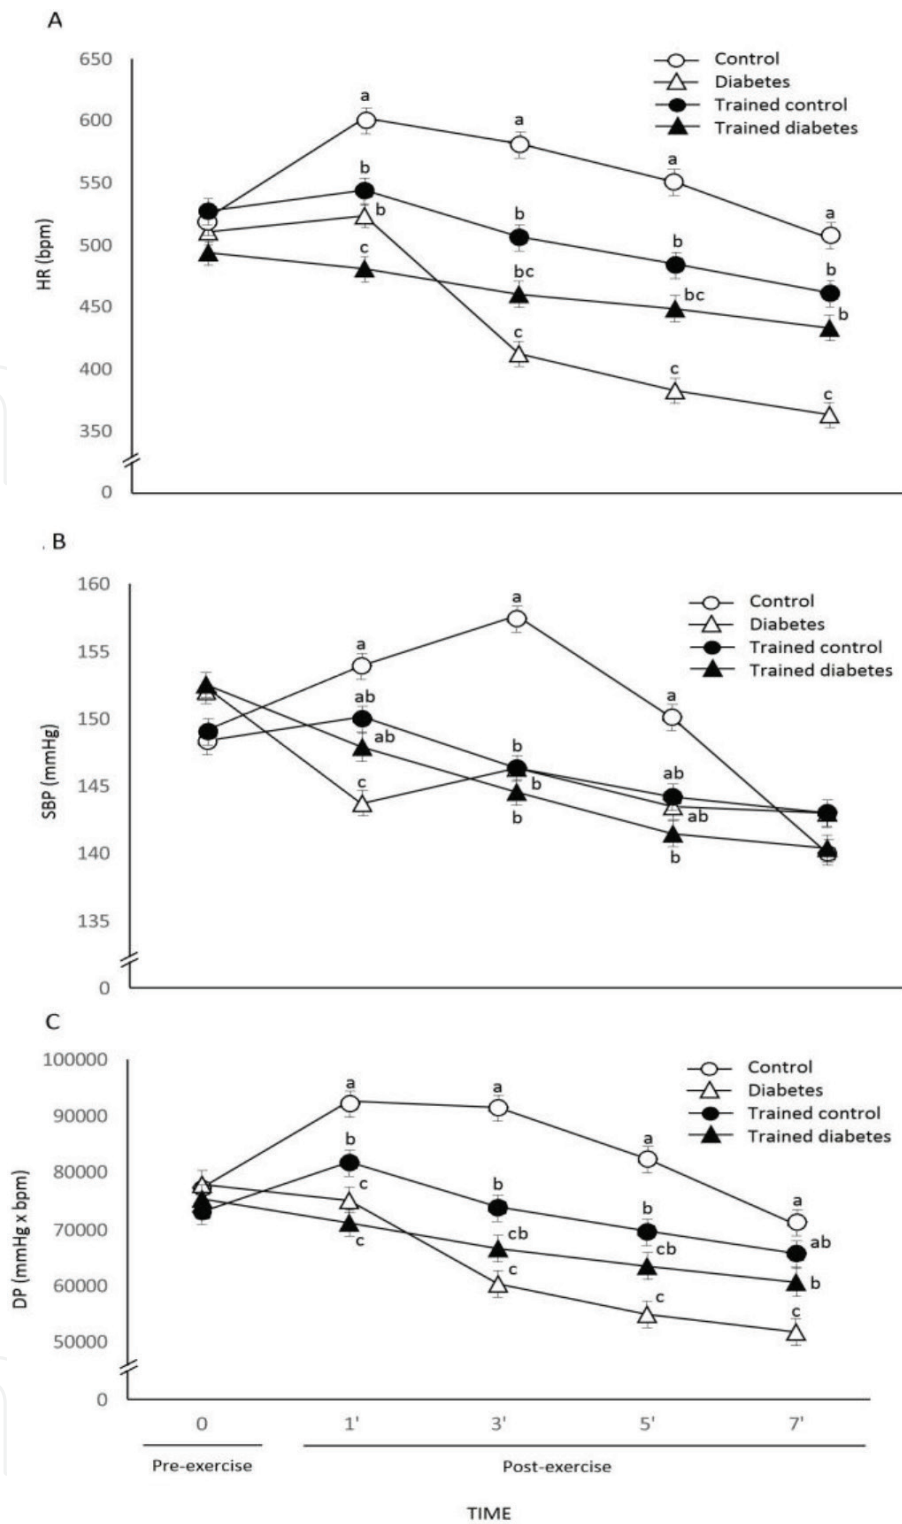 A
650
600
550
500
450
400
350
0
HR (bpm)
Control
Diabetes
Trained control
Trained diabetes
a
a
a
a
b
b
b
b
b
c
bc
bc
b
c
c
c
. B
160
155
150
145
140
135
0
SBP (mmHg)
Control
Diabetes
Trained control
Trained diabetes
a
a
a
ab
ab
b
ab
c
b
ab
b
b
C
100000
90000
80000
70000
60000
50000
0
DP (mmHg x bpm)
Control
Diabetes
Trained control
Trained diabetes
a
a
a
a
b
b
b
ab
c
c
cb
cb
b
c
c
c
0 1' 3' 5' 7'
Pre-exercise Post-exercise
TIME